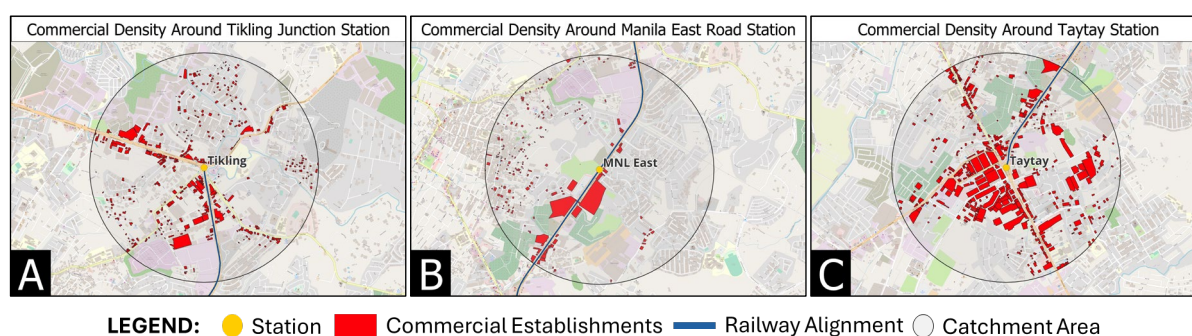 Commercial Density Around Tikling Junction Station
Commercial Density Around Manila East Road Station
Commercial Density Around Taytay Station
Tikling
MNL East
Taytay
A
B
C
LEGEND: Station Commercial Establishments Railway Alignment Catchment Area